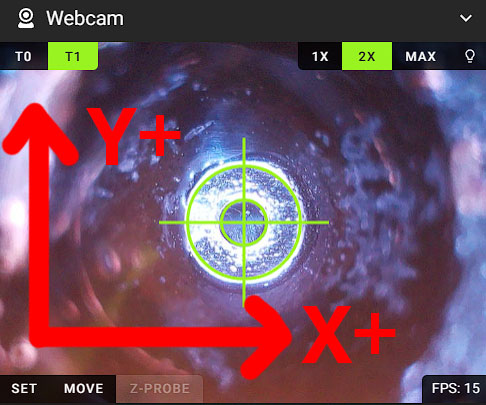 Webcam
T0 T1 1X 2X MAX
Y+
X+
SET MOVE Z-PROBE FPS: 15